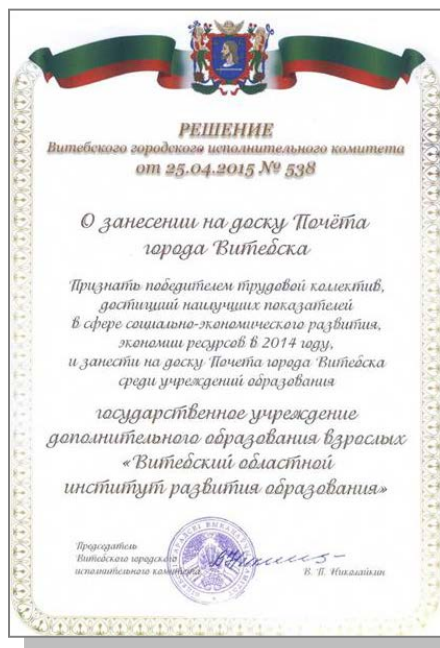 РЕШЕНИЕ
Витебского городского исполнительного комитета
от 25.04.2015 № 538
О занесении на доску Почёта
города Витебска
Признать победителем трудовой коллектив,
достигший наилучших показателей
в сфере социально-экономического развития,
экономии ресурсов в 2014 году,
и занести на доску Почета города Витебска
среди учреждений образования
государственное учреждение
дополнительного образования взрослых
«Витебский областной
институт развития образования»
Председатель
Витебского городского
исполнительного комитета
В. П. Николайкин